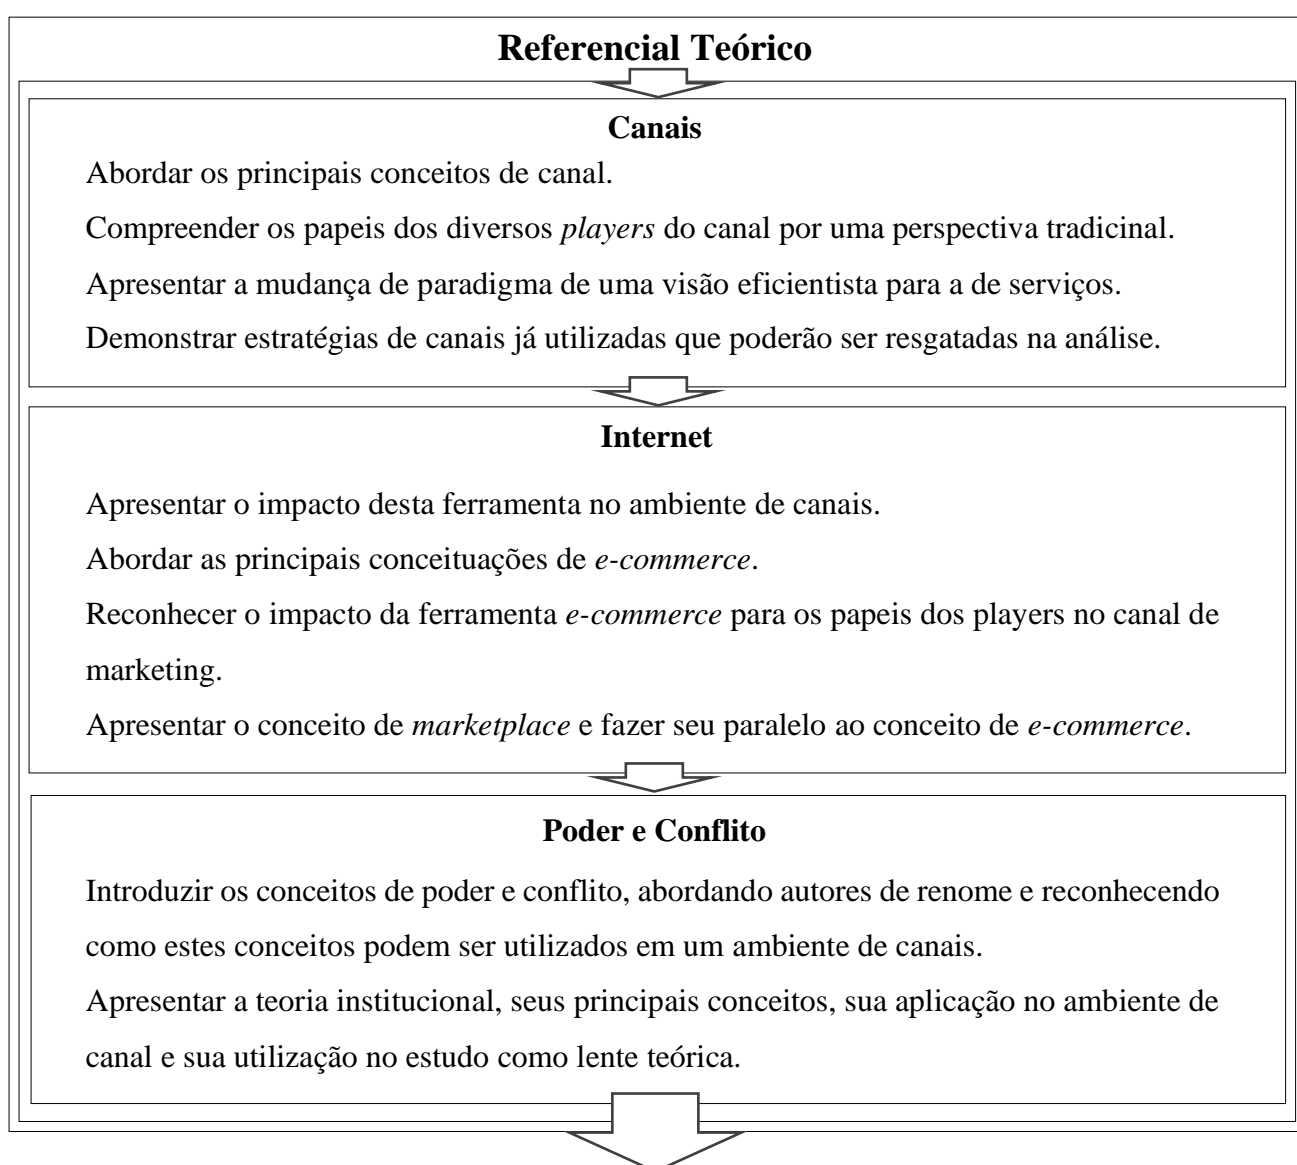 Referencial Teórico
Canais
Abordar os principais conceitos de canal.
Compreender os papeis dos diversos players do canal por uma perspectiva tradicinal.
Apresentar a mudança de paradigma de uma visão eficientista para a de serviços.
Demonstrar estratégias de canais já utilizadas que poderão ser resgatadas na análise.
Internet
Apresentar o impacto desta ferramenta no ambiente de canais.
Abordar as principais conceituações de e-commerce.
Reconhecer o impacto da ferramenta e-commerce para os papeis dos players no canal de
marketing.
Apresentar o conceito de marketplace e fazer seu paralelo ao conceito de e-commerce.
Poder e Conflito
Introduzir os conceitos de poder e conflito, abordando autores de renome e reconhecendo
como estes conceitos podem ser utilizados em um ambiente de canais.
Apresentar a teoria institucional, seus principais conceitos, sua aplicação no ambiente de
canal e sua utilização no estudo como lente teórica.